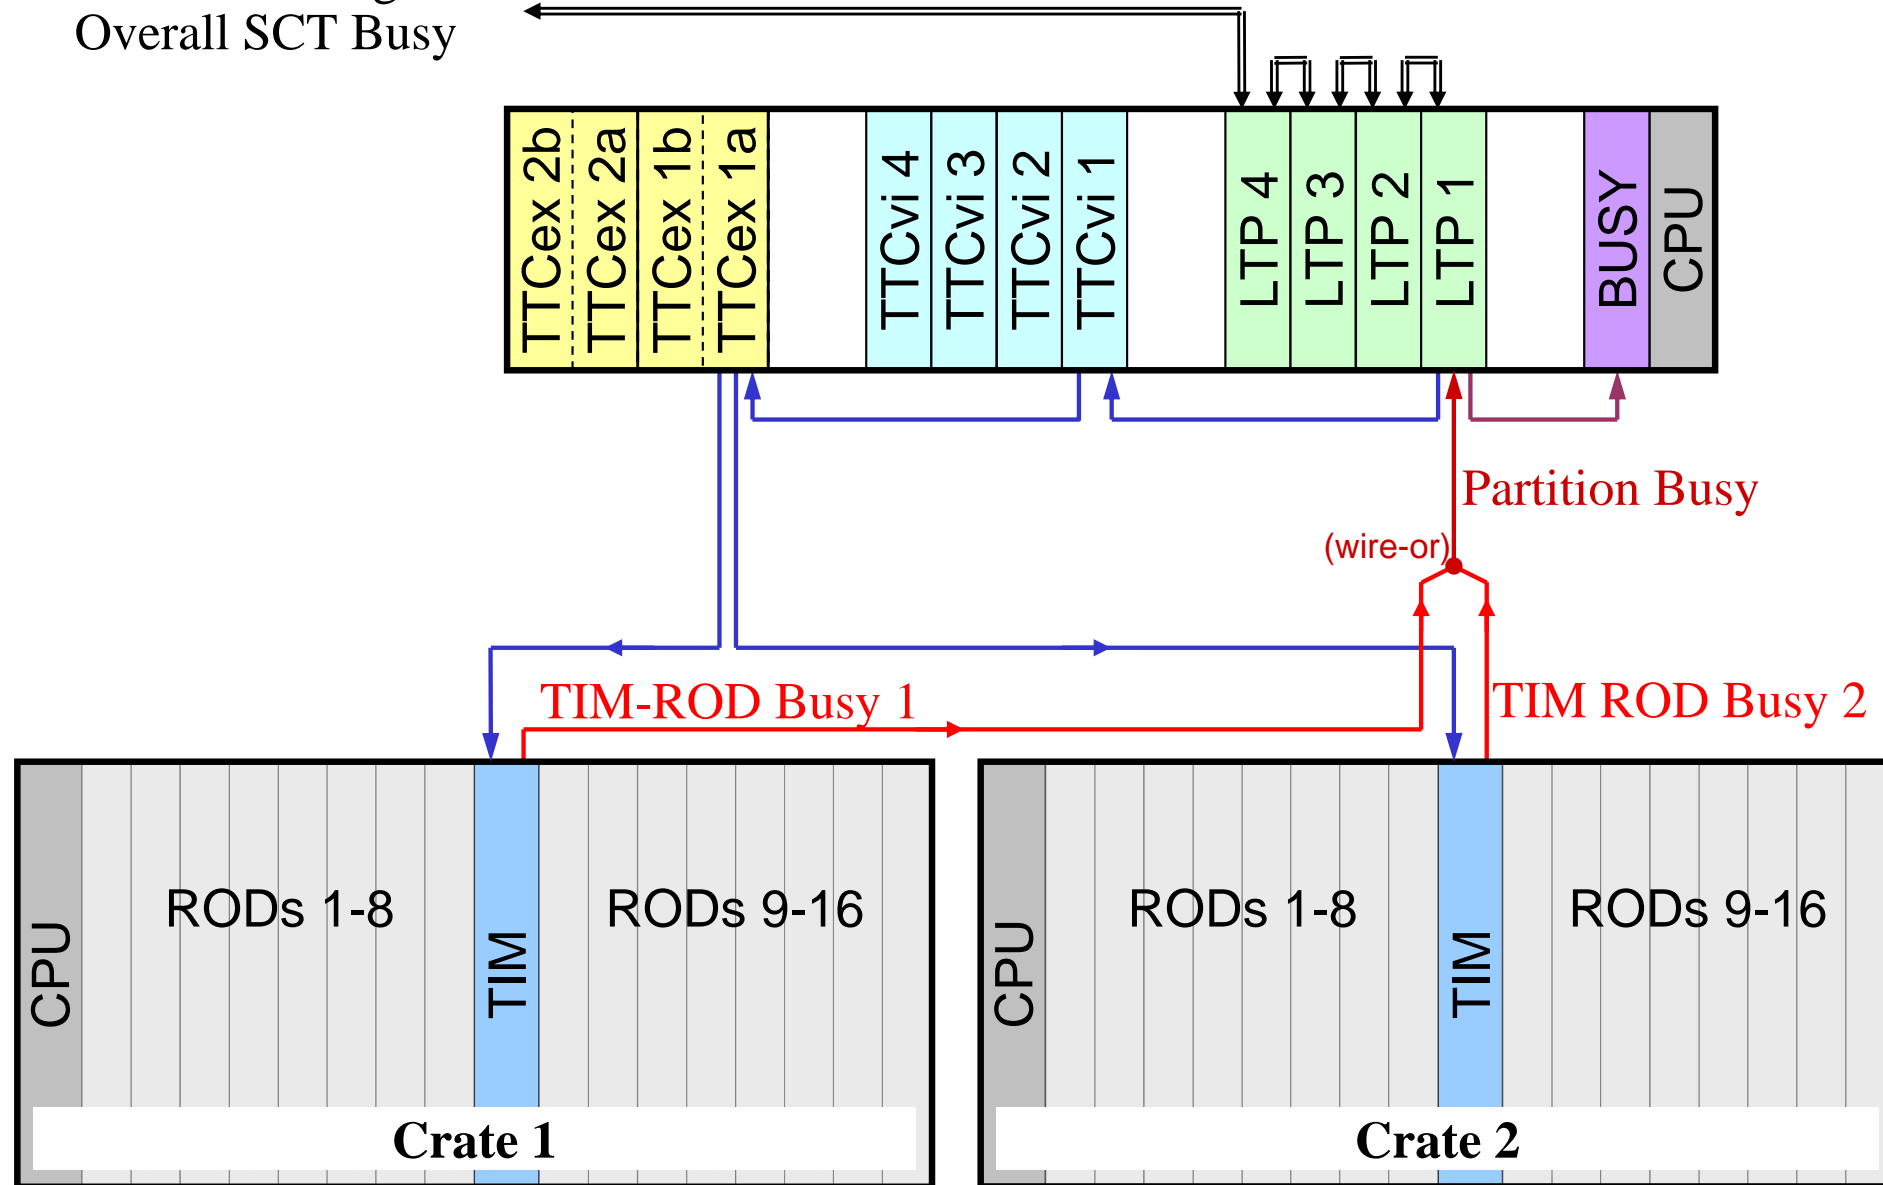 Overall SCT Busy
TTCex 2b
TTCex 2a
TTCex 1b
TTCex 1a
TTCvi 4
TTCvi 3
TTCvi 2
TTCvi 1
LTP 4
LTP 3
LTP 2
LTP 1
BUSY
CPU
Partition Busy
(wire-or)
TIM-ROD Busy 1
TIM ROD Busy 2
CPU
RODs 1-8
TIM
RODs 9-16
CPU
RODs 1-8
TIM
RODs 9-16
Crate 1
Crate 2